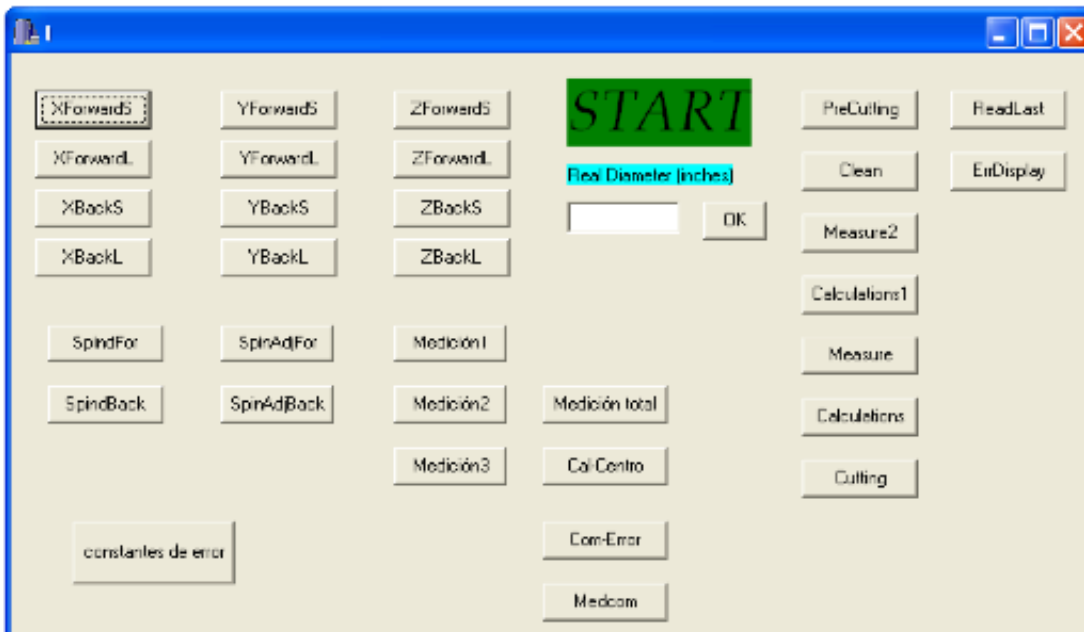 I
XForwardS
YForwardS
ZForwardS
START
PreCutting
ReadLast
XForwardL
YForwardL
ZForwardL
Real Diameter (inches)
Clean
ErrDisplay
XBackS
YBackS
ZBackS
OK
Measure2
XBackL
YBackL
ZBackL
Calculations1
SpindFor
SpinAdjFor
Medición1
Measure
SpindBack
SpinAdjBack
Medición2
Medición total
Calculations
Medición3
Cal-Centro
Cutting
constantes de error
Com-Error
Medcom